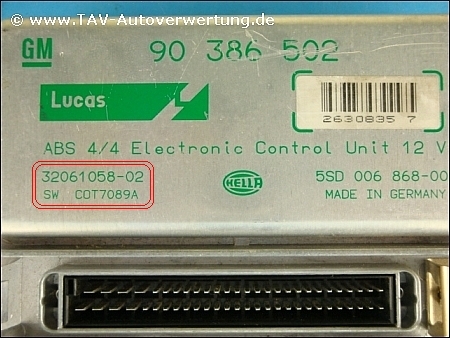 © www.TAV-Autoverwertung.de
GM 90 386 502
Lucas
2630835 7
ABS 4/4 Electronic Control Unit 12 V
32061058-02 HELLA 5SD 006 868-00
SW COT7089A MADE IN GERMANY